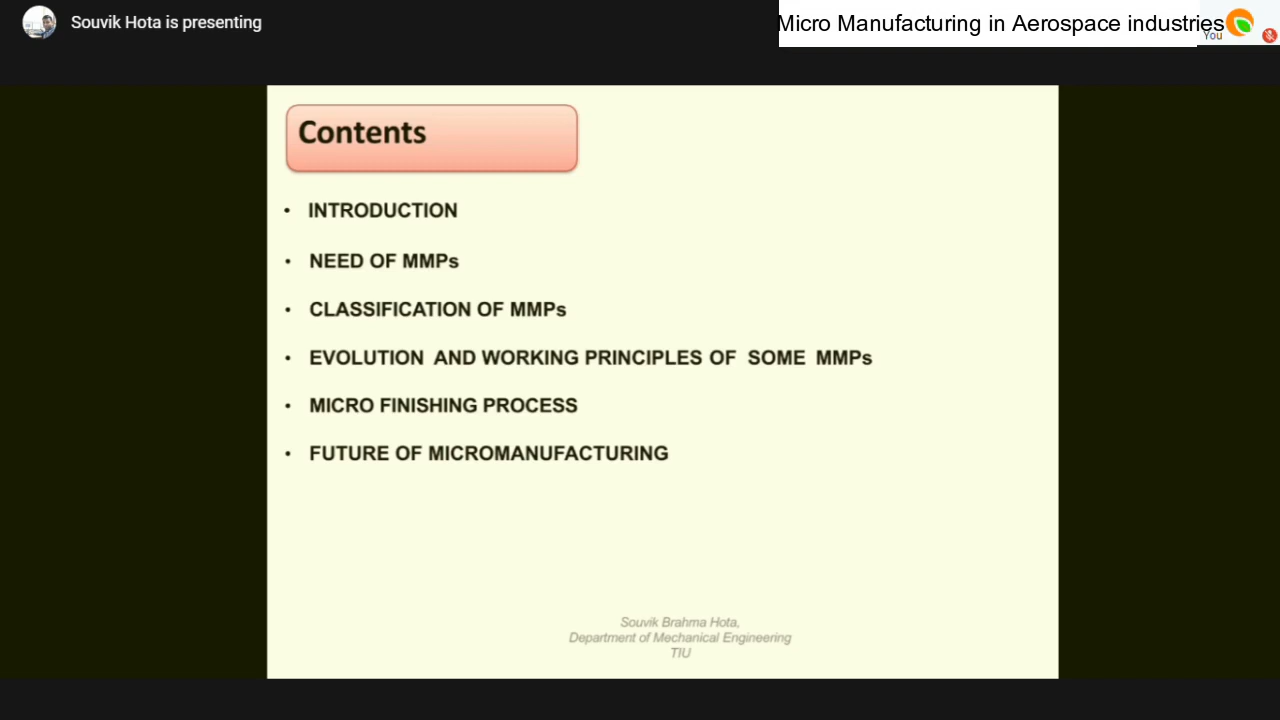 Souvik Hota is presenting
Micro Manufacturing in Aerospace industries
You
Contents
• INTRODUCTION
• NEED OF MMPs
• CLASSIFICATION OF MMPs
• EVOLUTION AND WORKING PRINCIPLES OF SOME MMPs
• MICRO FINISHING PROCESS
• FUTURE OF MICROMANUFACTURING
Souvik Brahma Hota,
Department of Mechanical Engineering
TIU